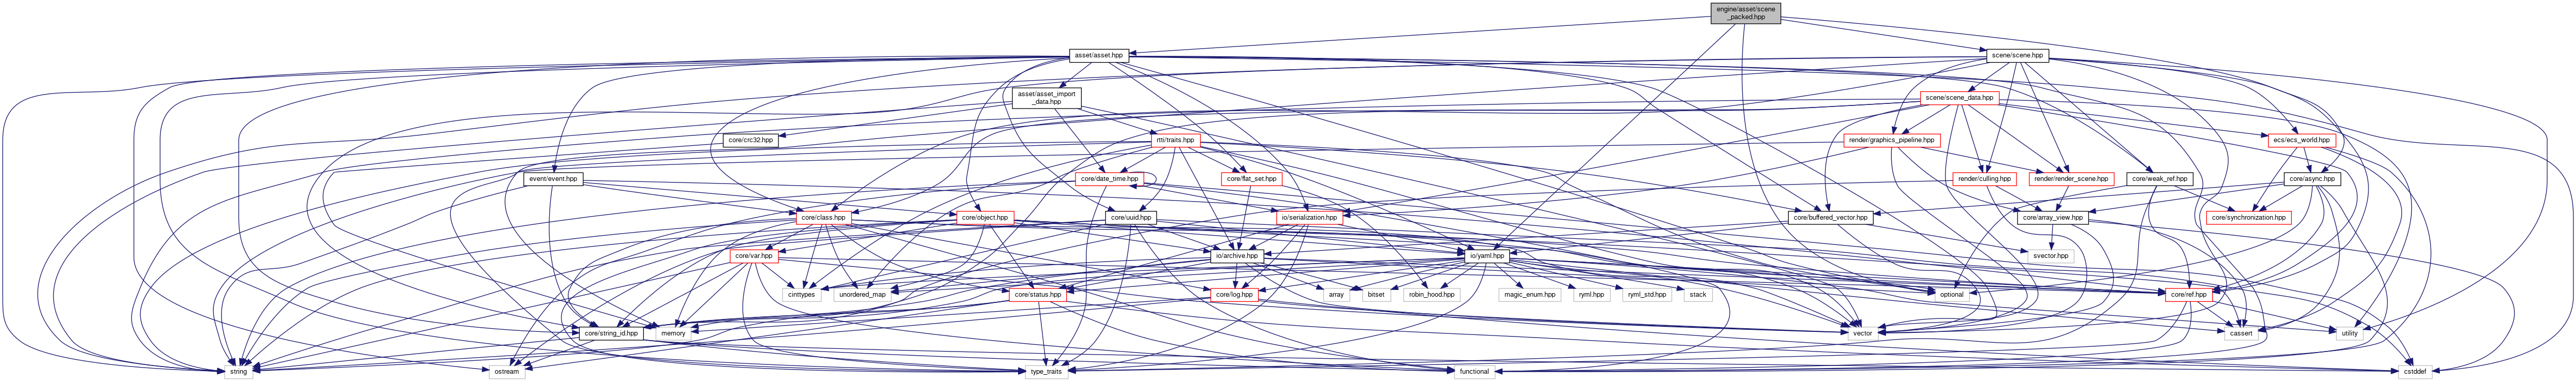 engine/asset/scene
_packed.hpp
asset/asset.hpp
scene/scene.hpp
asset/asset_import
_data.hpp
scene/scene_data.hpp
core/crc32.hpp
rtti/traits.hpp
render/graphics_pipeline.hpp
ecs/ecs_world.hpp
event/event.hpp
core/date_time.hpp
core/flat_set.hpp
render/culling.hpp
render/render_scene.hpp
core/weak_ref.hpp
core/async.hpp
core/class.hpp
core/object.hpp
core/uuid.hpp
io/serialization.hpp
core/buffered_vector.hpp
core/array_view.hpp
core/synchronization.hpp
core/var.hpp
io/archive.hpp
io/yaml.hpp
svector.hpp
cinttypes
unordered_map
core/status.hpp
core/log.hpp
array
bitset
robin_hood.hpp
magic_enum.hpp
ryml.hpp
ryml_std.hpp
stack
optional
core/ref.hpp
core/string_id.hpp
memory
vector
cassert
utility
string
ostream
type_traits
functional
cstddef